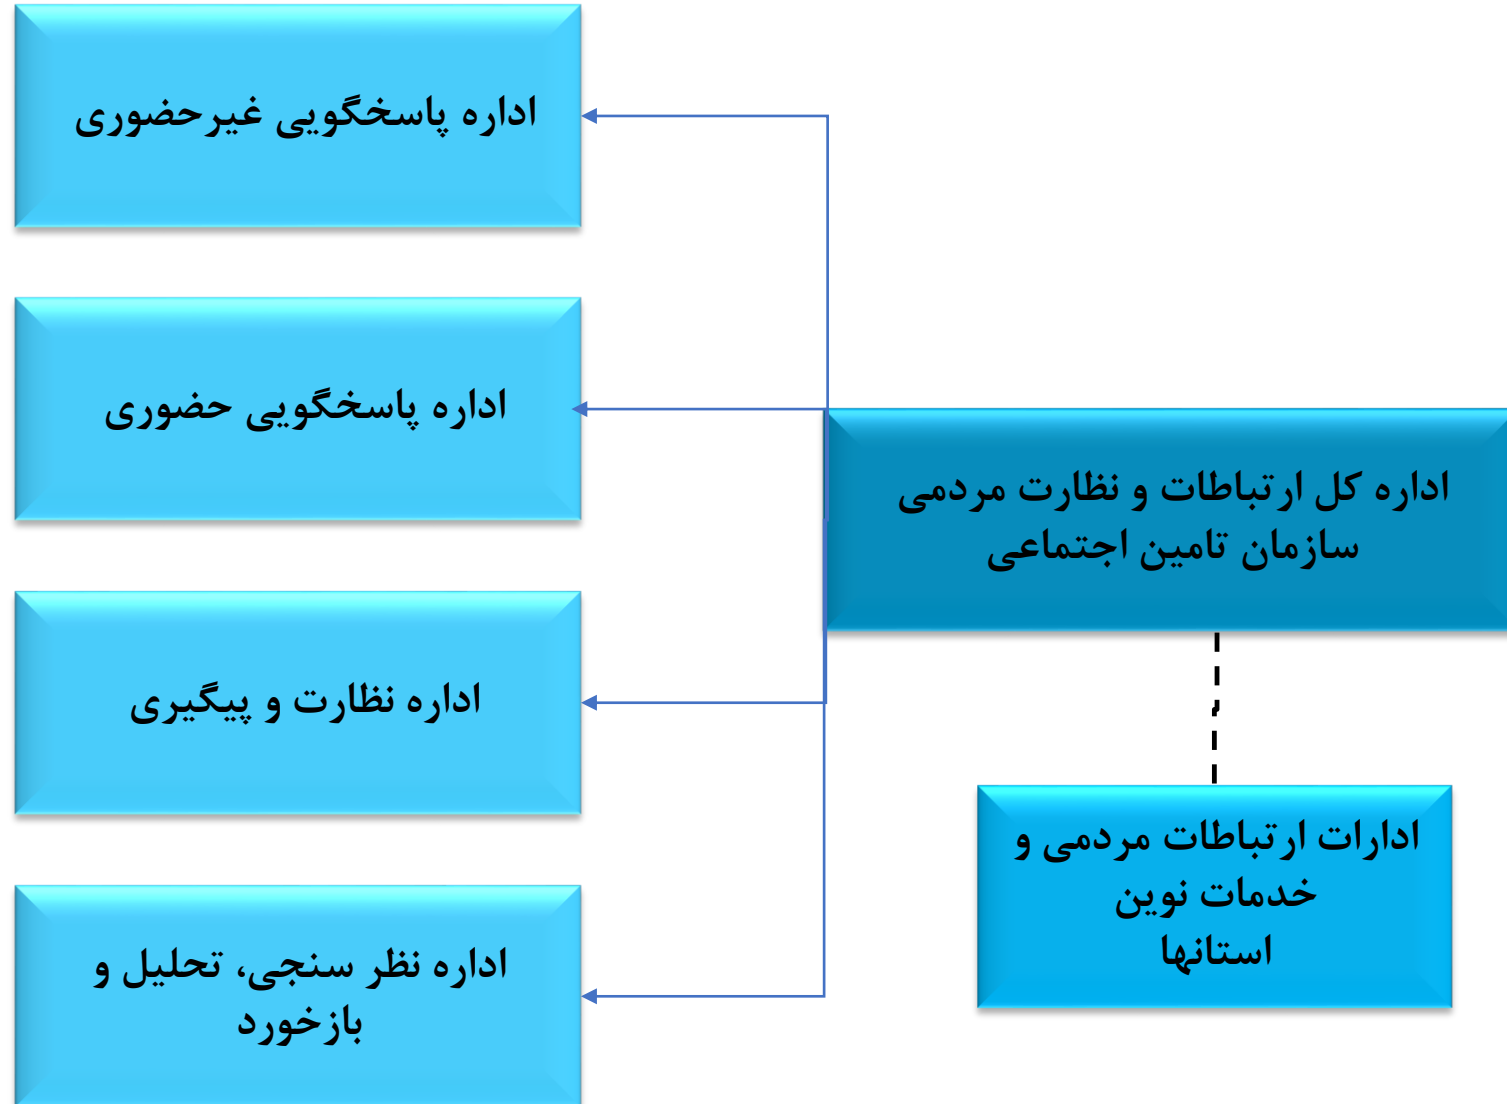 اداره پاسخگویی غیرحضوری
اداره پاسخگویی حضوری
اداره کل ارتباطات و نظارت مردمی
سازمان تامین اجتماعی
اداره نظارت و پیگیری
ادارات ارتباطات مردمی و
خدمات نوین
استانها
اداره نظر سنجی، تحلیل و
بازخورد